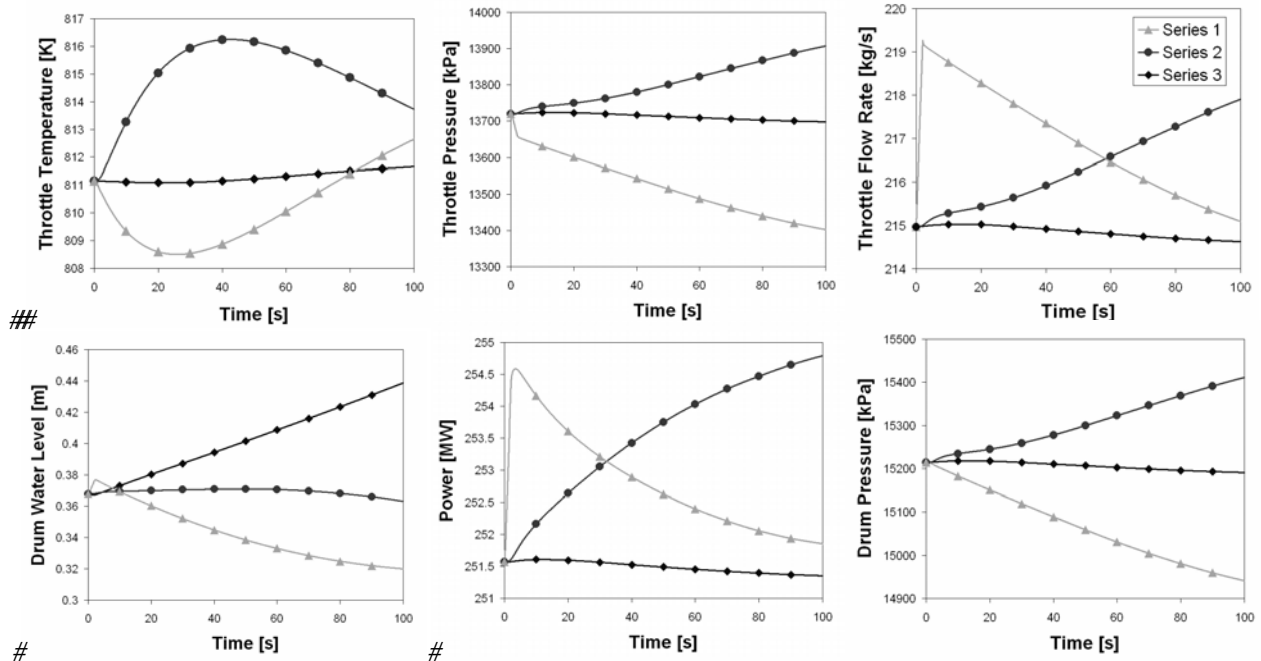 Throttle Temperature [K]
817
816
815
814
813
812
811
810
809
808
0 20 40 60 80 100
Time [s]
Throttle Pressure [kPa]
14000
13900
13800
13700
13600
13500
13400
13300
0 20 40 60 80 100
Time [s]
Throttle Flow Rate [kg/s]
220
219
218
217
216
215
214
0 20 40 60 80 100
Time [s]
Series 1
Series 2
Series 3
##
Drum Water Level [m]
0.46
0.44
0.42
0.4
0.38
0.36
0.34
0.32
0.3
0 20 40 60 80 100
Time [s]
#
Power [MW]
255
254.5
254
253.5
253
252.5
252
251.5
251
0 20 40 60 80 100
Time [s]
#
Drum Pressure [kPa]
15500
15400
15300
15200
15100
15000
14900
0 20 40 60 80 100
Time [s]